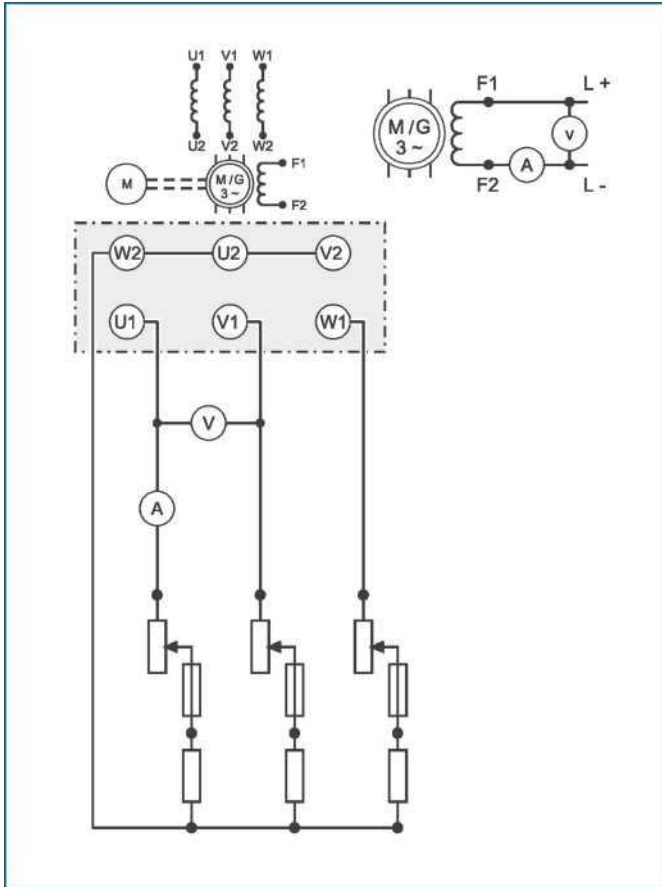 U1 V1 W1
U2 V2 W2
M
M/G
3~
F1
F2
M/G
3~
F1
F2
L +
L -
V
A
W2 U2 V2
U1 V1 W1
V
A